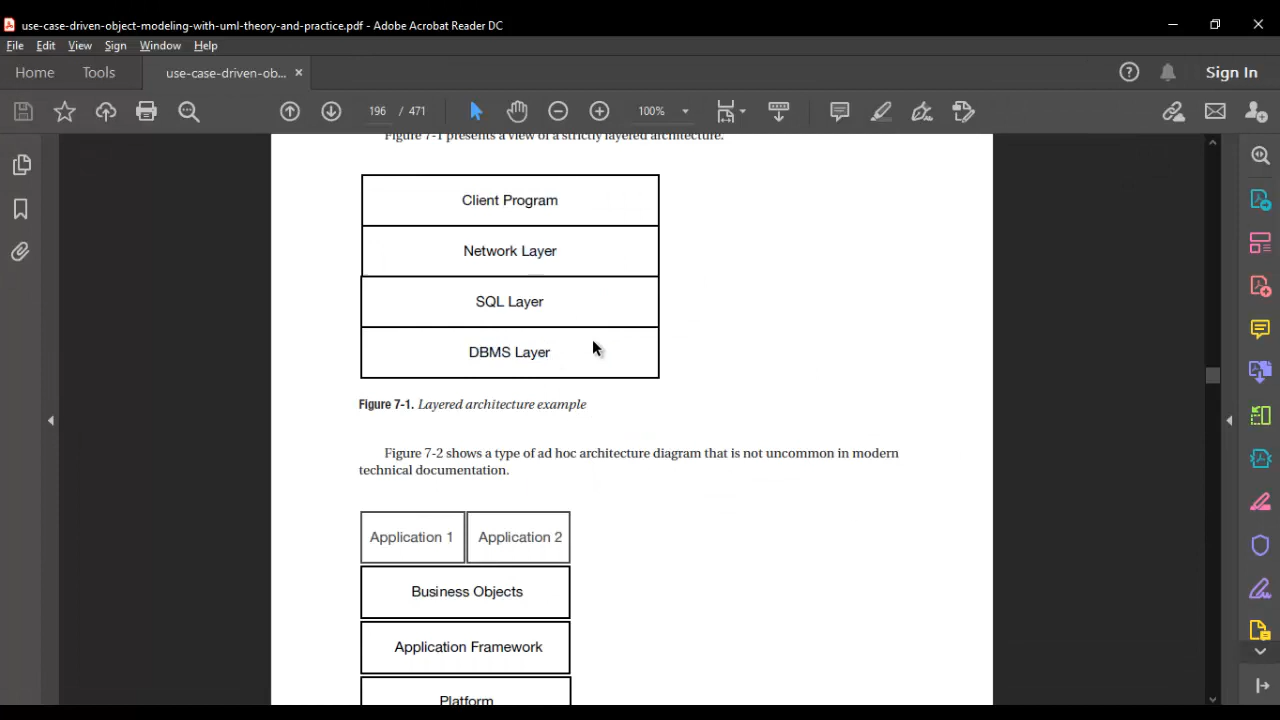 use-case-driven-object-modeling-with-uml-theory-and-practice.pdf - Adobe Acrobat Reader DC
File Edit View Sign Window Help
Home Tools use-case-driven-ob... × Sign In
196 / 471 100%
Figure 7-1 presents a view of a strictly layered architecture.
Client Program
Network Layer
SQL Layer
DBMS Layer
Figure 7-1. Layered architecture example
Figure 7-2 shows a type of ad hoc architecture diagram that is not uncommon in modern
technical documentation.
Application 1 Application 2
Business Objects
Application Framework
Platform